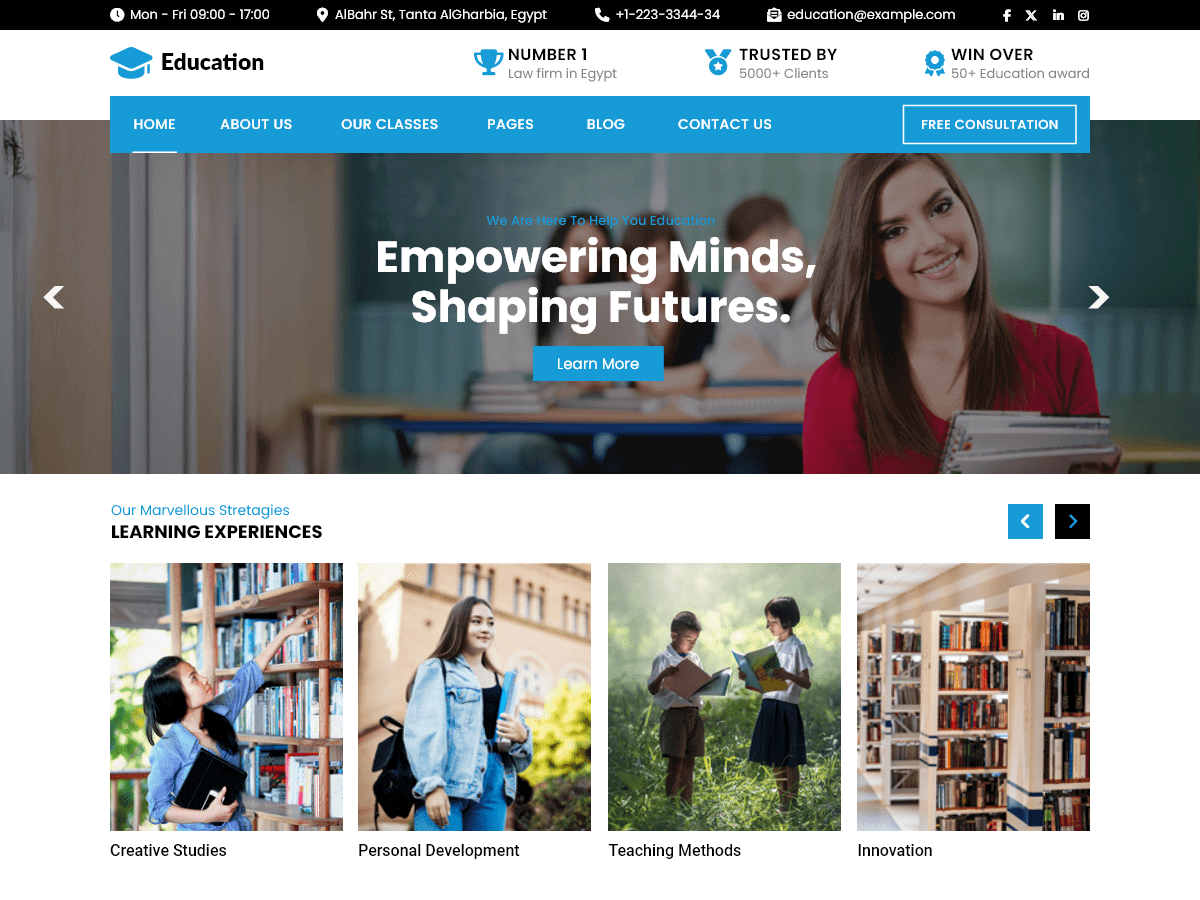 Mon - Fri 09:00 - 17:00
AlBahr St, Tanta AlGharbia, Egypt
+1-223-3344-34
education@example.com
Education
NUMBER 1
Law firm in Egypt
TRUSTED BY
5000+ Clients
WIN OVER
50+ Education award
HOME
ABOUT US
OUR CLASSES
PAGES
BLOG
CONTACT US
FREE CONSULTATION
We Are Here To Help You Education
Empowering Minds,
Shaping Futures.
Learn More
Our Marvellous Stretagies
LEARNING EXPERIENCES
Creative Studies
Personal Development
Teaching Methods
Innovation